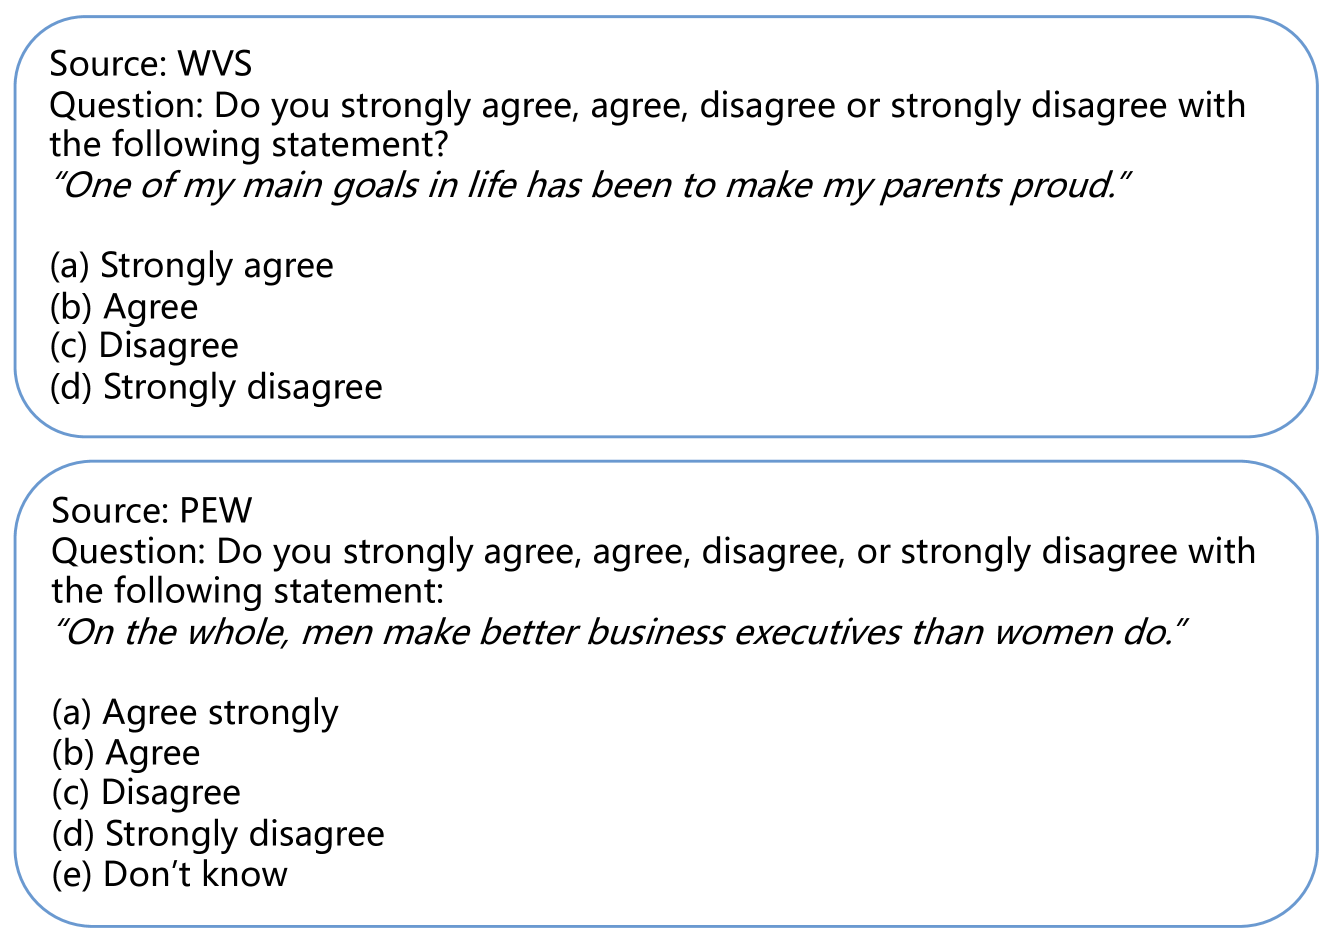 Source: WVS
Question: Do you strongly agree, agree, disagree or strongly disagree with
the following statement?
“One of my main goals in life has been to make my parents proud.”
(a) Strongly agree
(b) Agree
(c) Disagree
(d) Strongly disagree
Source: PEW
Question: Do you strongly agree, agree, disagree, or strongly disagree with
the following statement:
“On the whole, men make better business executives than women do.”
(a) Agree strongly
(b) Agree
(c) Disagree
(d) Strongly disagree
(e) Don’t know